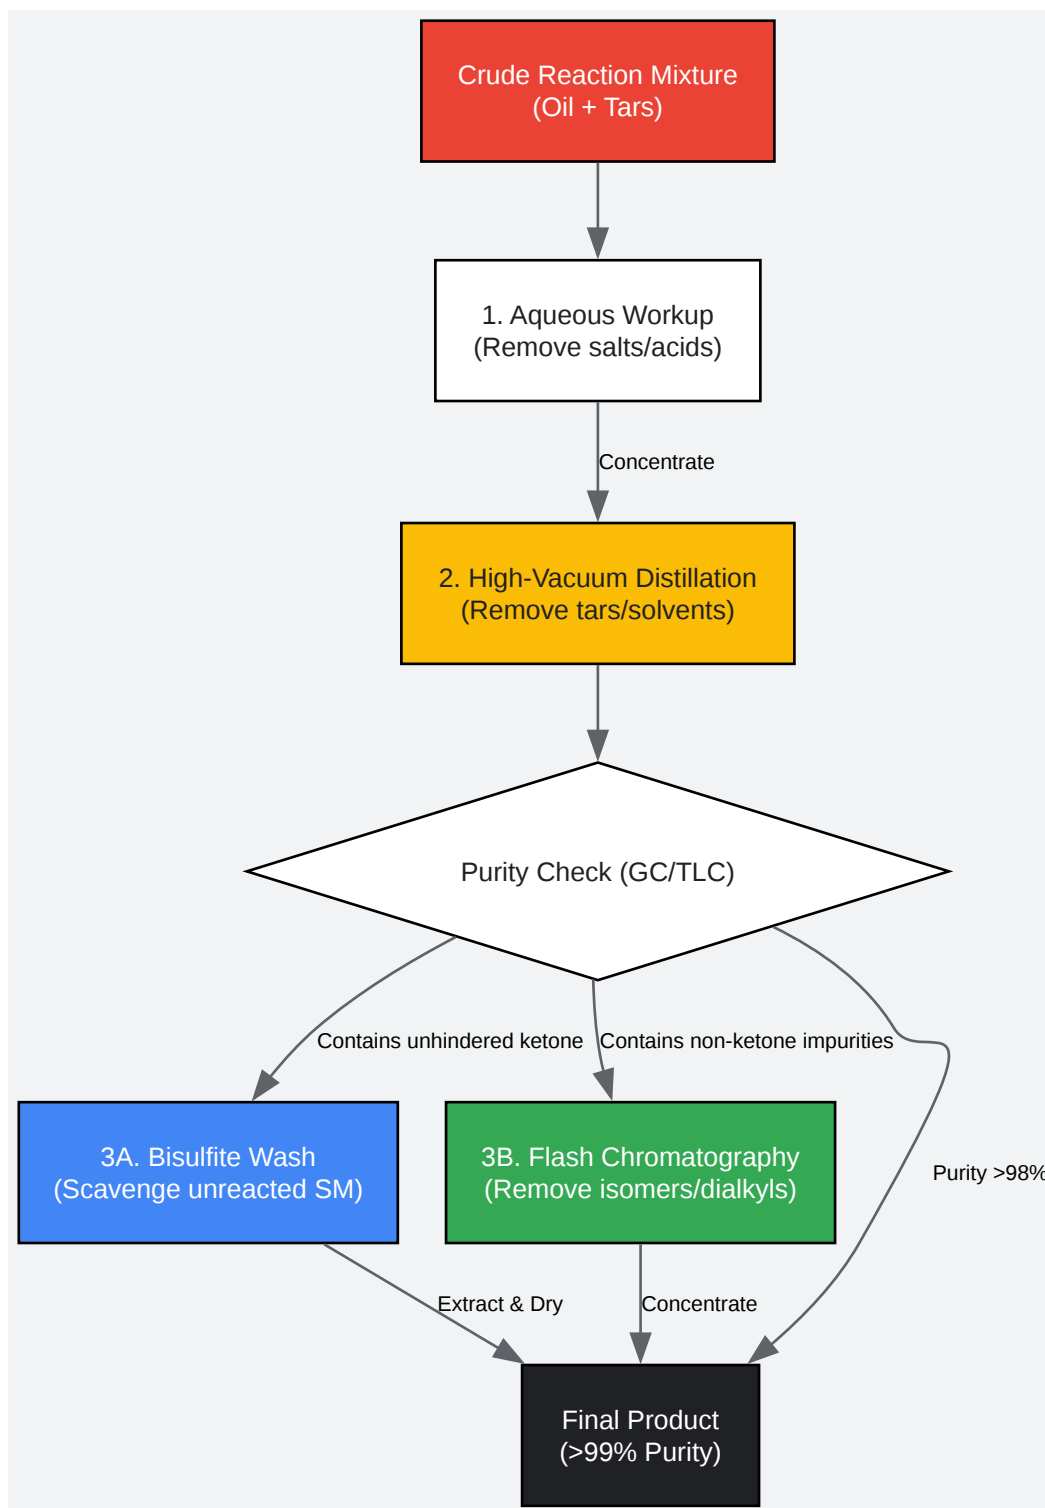 Crude Reaction Mixture
(Oil + Tars)
1. Aqueous Workup
(Remove salts/acids)
Concentrate
2. High-Vacuum Distillation
(Remove tars/solvents)
Purity Check (GC/TLC)
Contains unhindered ketone
Contains non-ketone impurities
3A. Bisulfite Wash
(Scavenge unreacted SM)
3B. Flash Chromatography
(Remove isomers/dialkyls)
Purity >98%
Extract & Dry
Concentrate
Final Product
(>99% Purity)